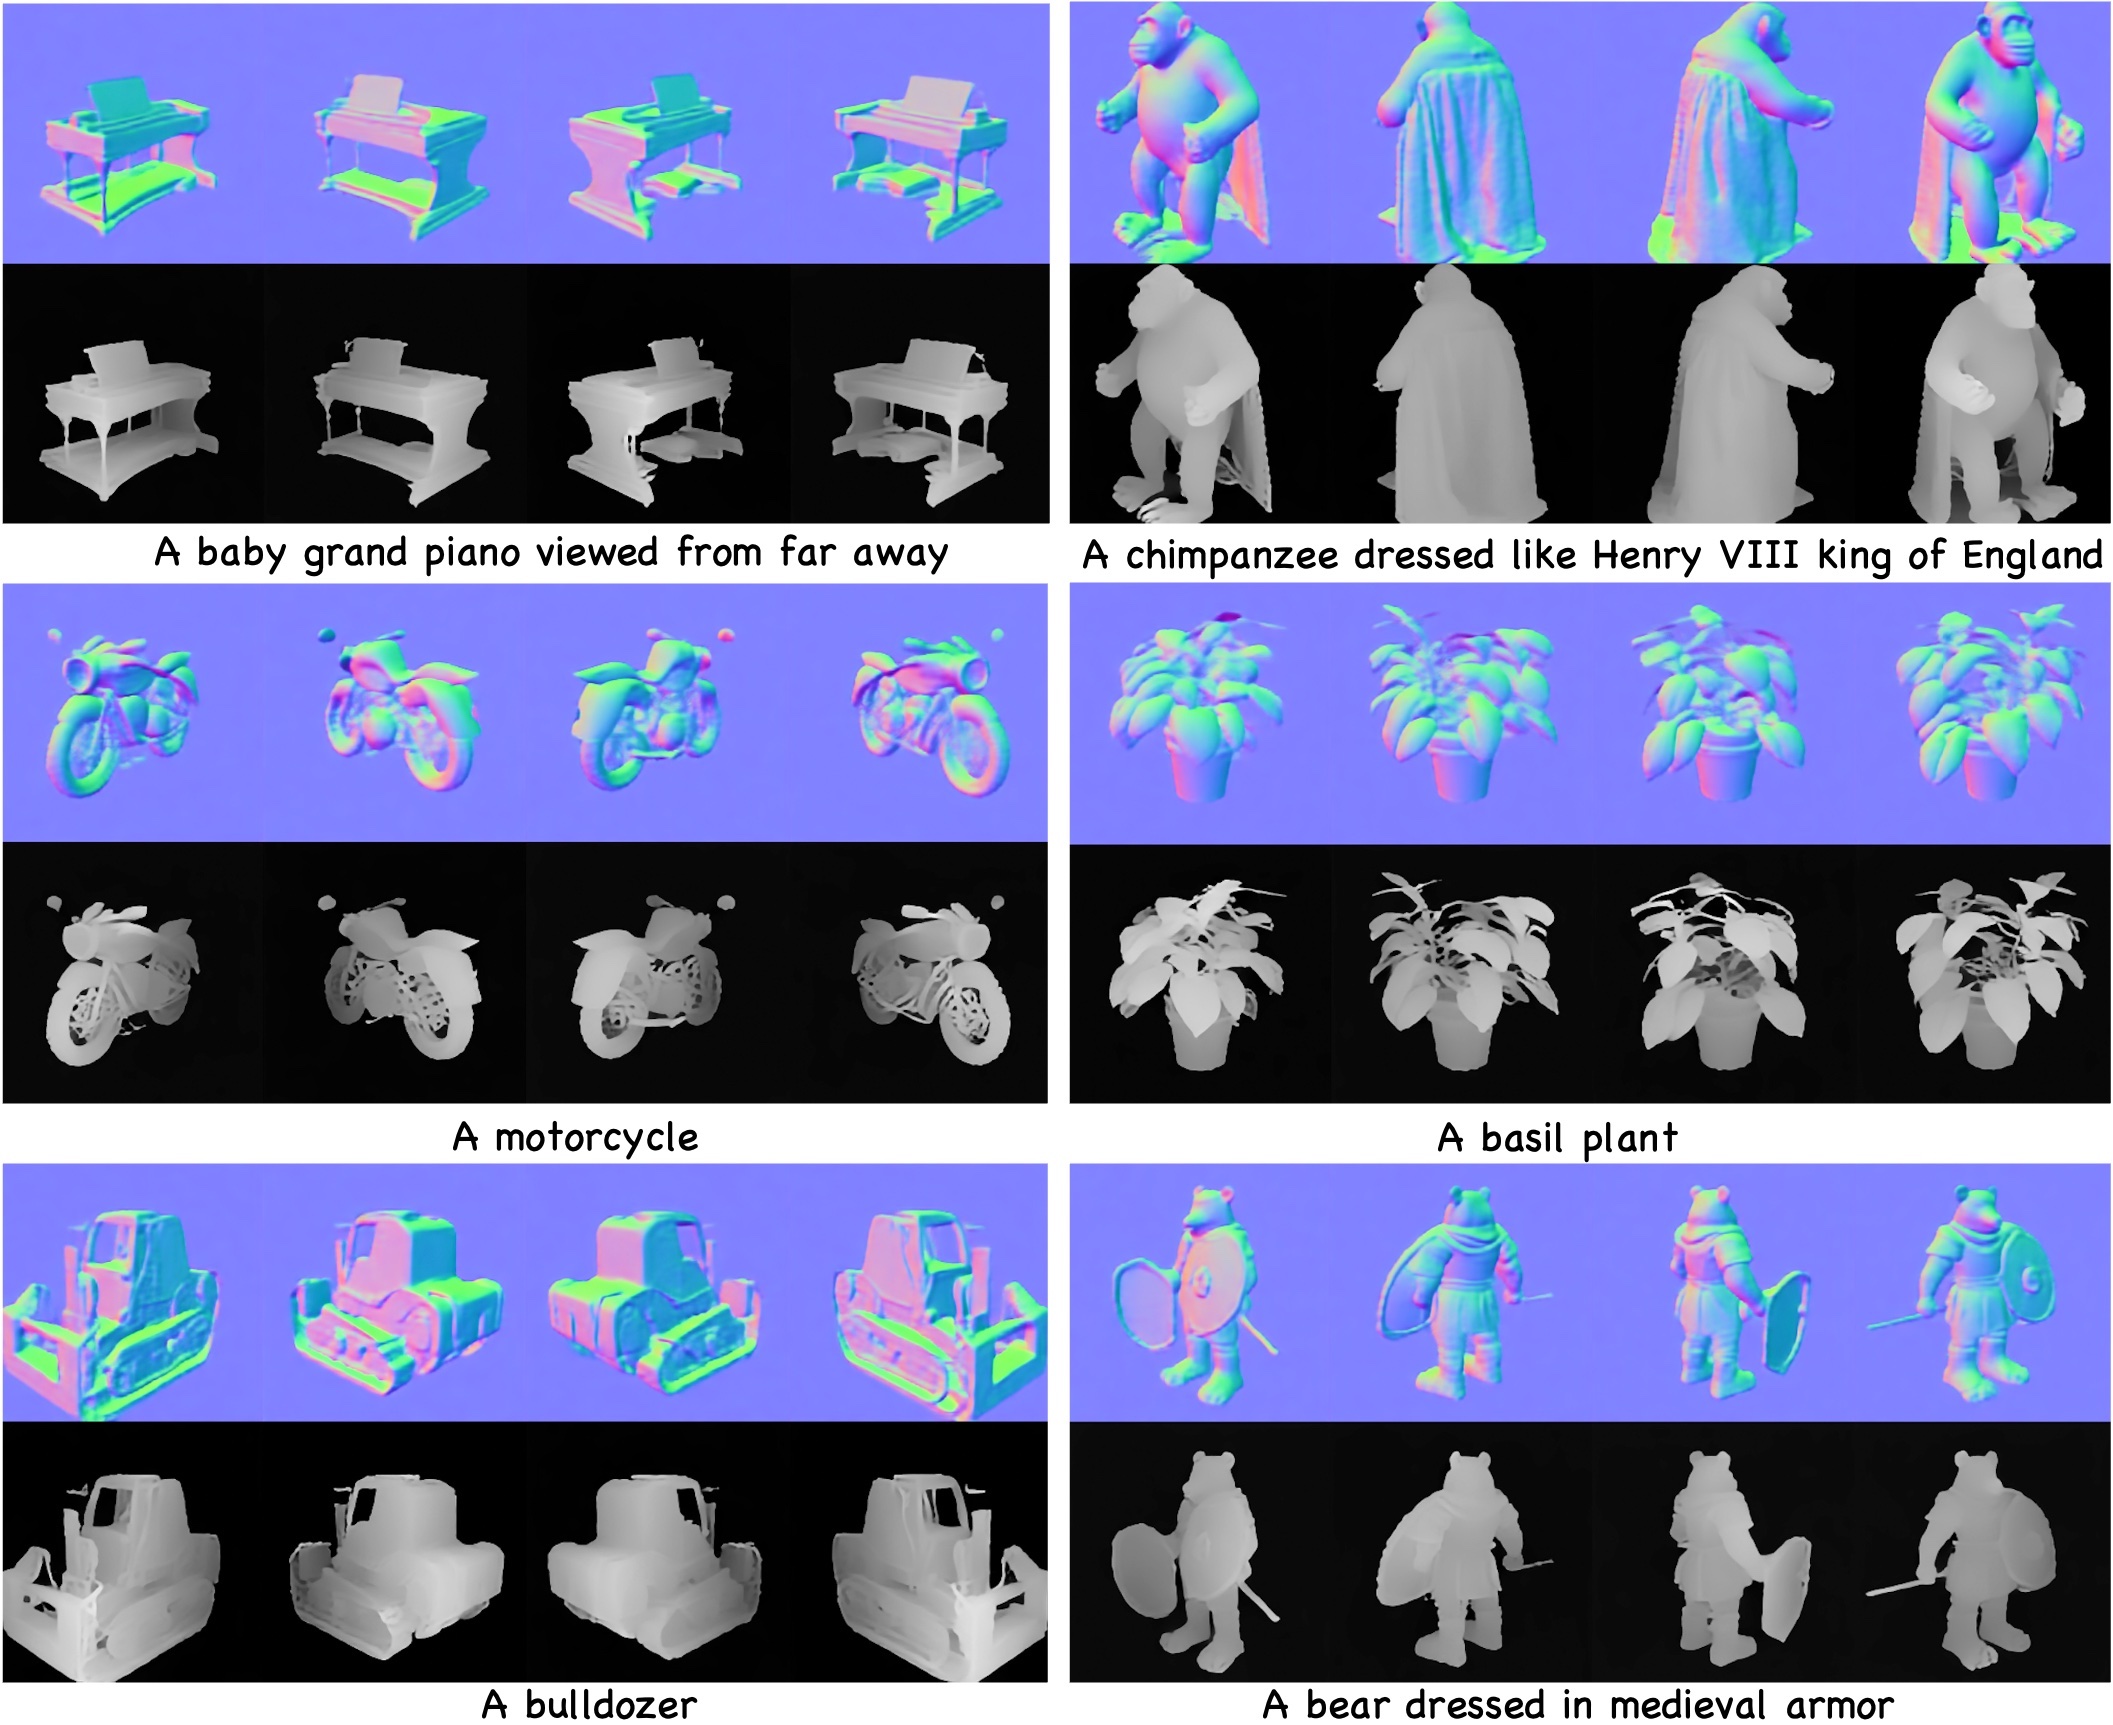 A baby grand piano viewed from far away
A chimpanzee dressed like Henry VIII king of England
A motorcycle
A basil plant
A bulldozer
A bear dressed in medieval armor